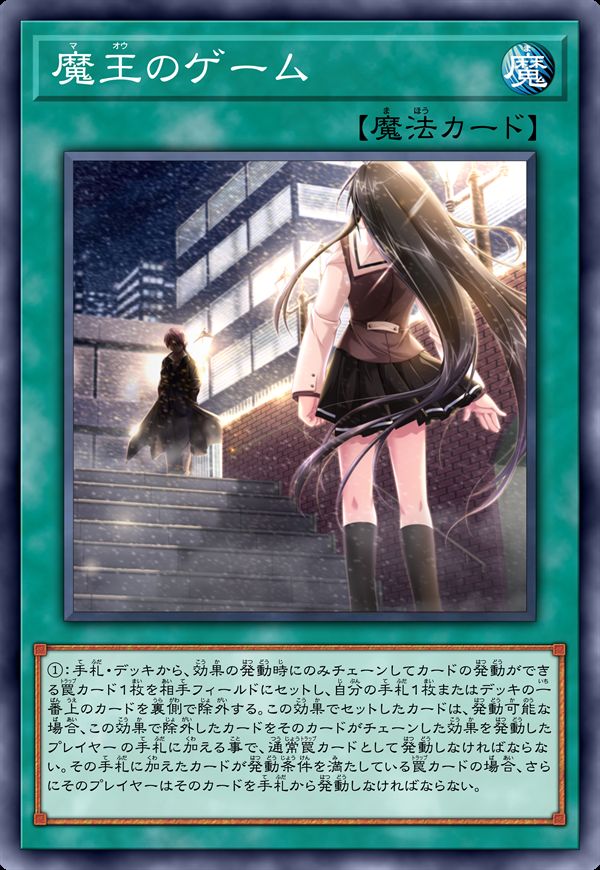 魔王のゲーム
魔
【魔法カード】
①：手札・デッキから、効果の発動時にのみチェーンしてカードの発動ができ
る罠カード１枚を相手フィールドにセットし、自分の手札１枚またはデッキの一
番上のカードを裏側で除外する。この効果でセットしたカードは、発動可能な
場合、この効果で除外したカードをそのカードがチェーンした効果を発動した
プレイヤーの手札に加える事で、通常罠カードとして発動しなければならな
い。その手札に加えたカードが発動条件を満たしている罠カードの場合、さら
にそのプレイヤーはそのカードを手札から発動しなければならない。